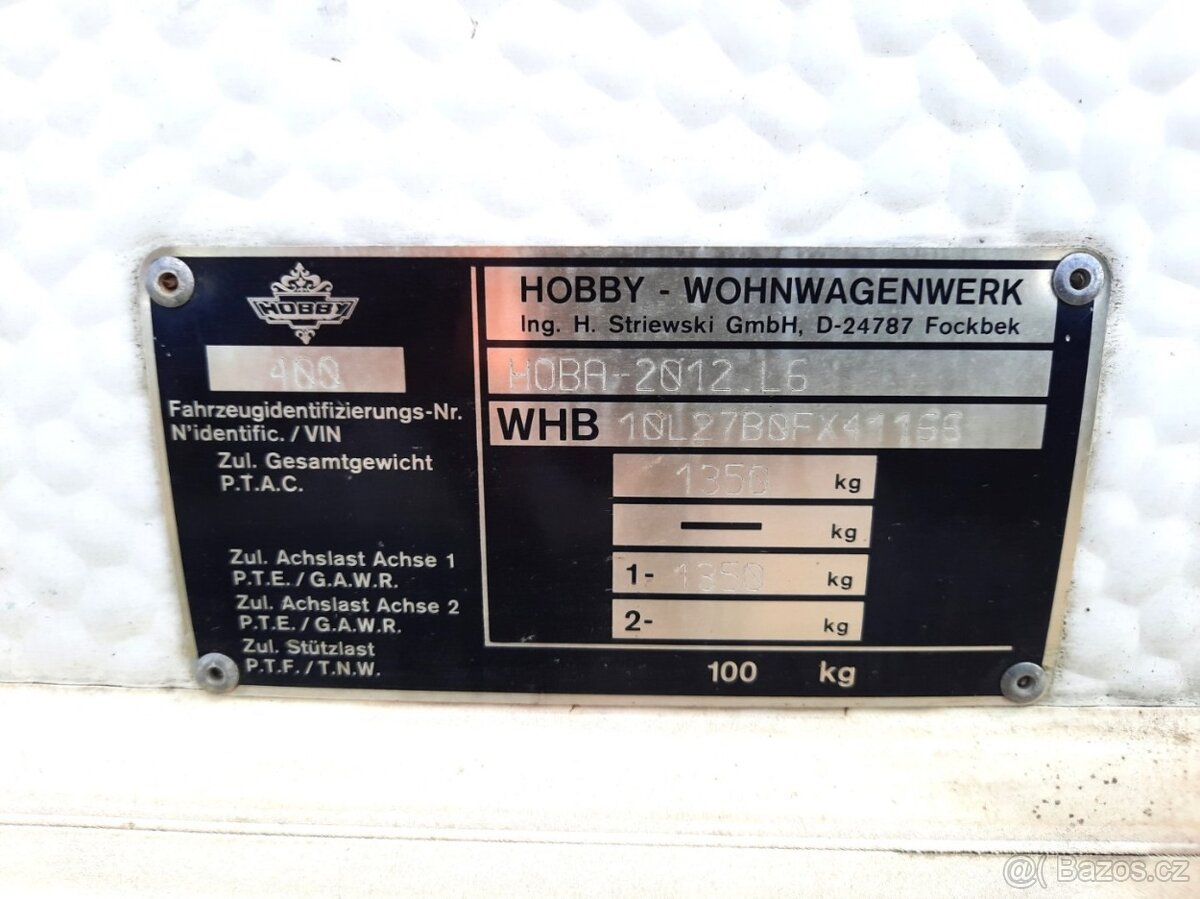 HOBBY
400
HOBBY - WOHNWAGENWERK
Ing. H. Striewski GmbH, D-24787 Fockbek
HOBA-2012.L6
Fahrzeugidentifizierungs-Nr.
N'identific. / VIN
WHB
Zul. Gesamtgewicht
P.T.A.C.
1350 kg
— kg
Zul. Achslast Achse 1
P.T.E. / G.A.W.R.
1- 1350 kg
Zul. Achslast Achse 2
P.T.E. / G.A.W.R.
2- kg
Zul. Stützlast
P.T.F. / T.N.W.
100 kg
@( Bazos.cz